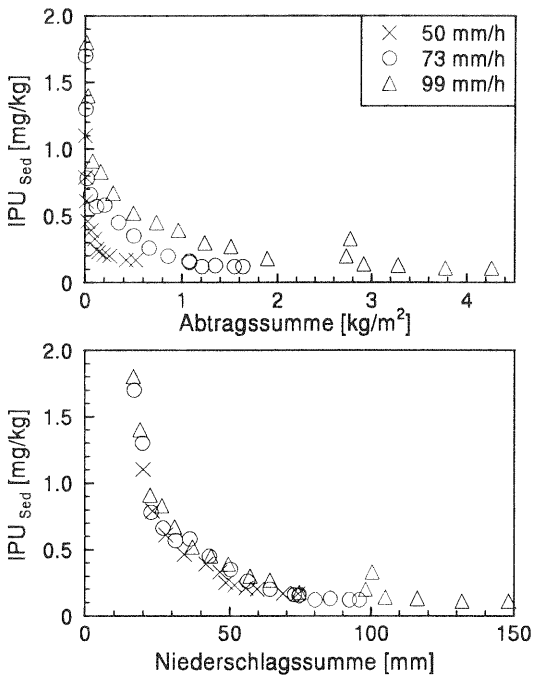 2.0
1.5
1.0
0.5
0
IPU Sed [mg/kg]
50 mm/h
73 mm/h
99 mm/h
0 1 2 3 4
Abtragssumme [kg/m²]
2.0
1.5
1.0
0.5
0
IPU Sed [mg/kg]
0 50 100 150
Niederschlagssumme [mm]